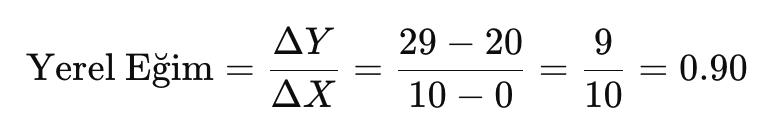 Yerel Eğim = ΔY/ΔX = (29 − 20)/(10 − 0) = 9/10 = 0.90